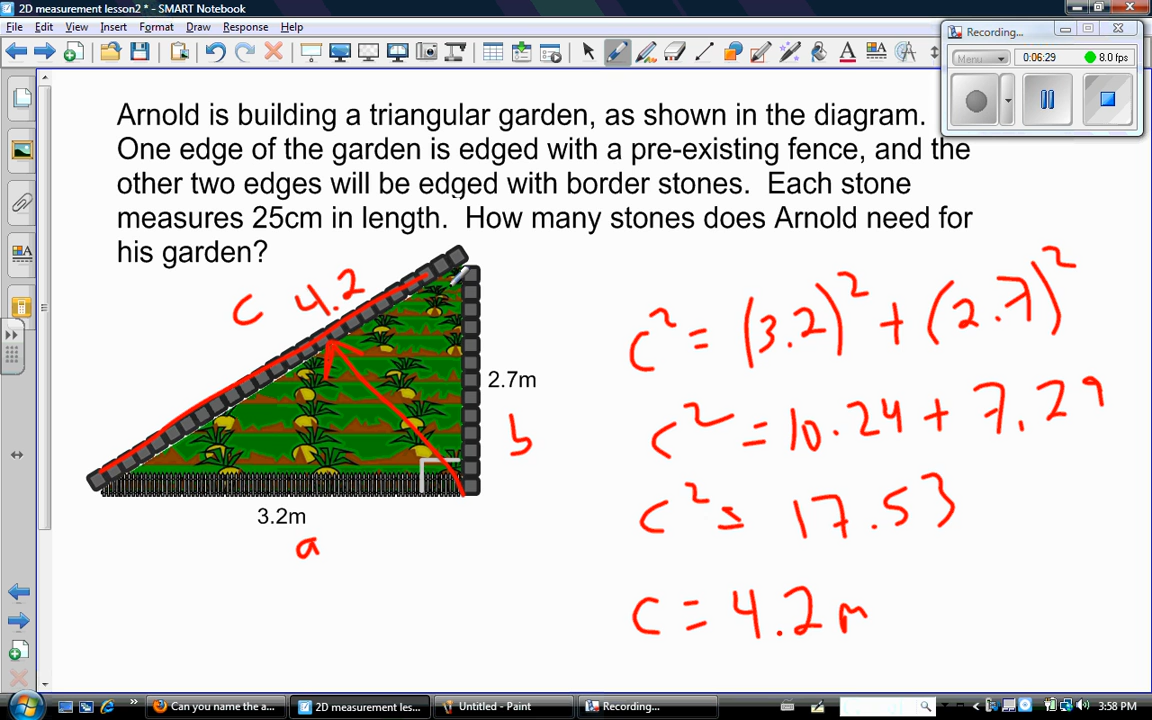 2D measurement lesson2 * - SMART Notebook
File Edit View Insert Format Draw Response Help
Recording...
Menu 0:06:29 8.0 fps
Arnold is building a triangular garden, as shown in the diagram.
One edge of the garden is edged with a pre-existing fence, and the
other two edges will be edged with border stones. Each stone
measures 25cm in length. How many stones does Arnold need for
his garden?
c 4.2
2.7m
b
3.2m
a
c² = (3.2)² + (2.7)²
c² = 10.24 + 7.29
c² = 17.53
c = 4.2 m
Can you name the a...
2D measurement les...
Untitled - Paint
Recording...
3:58 PM